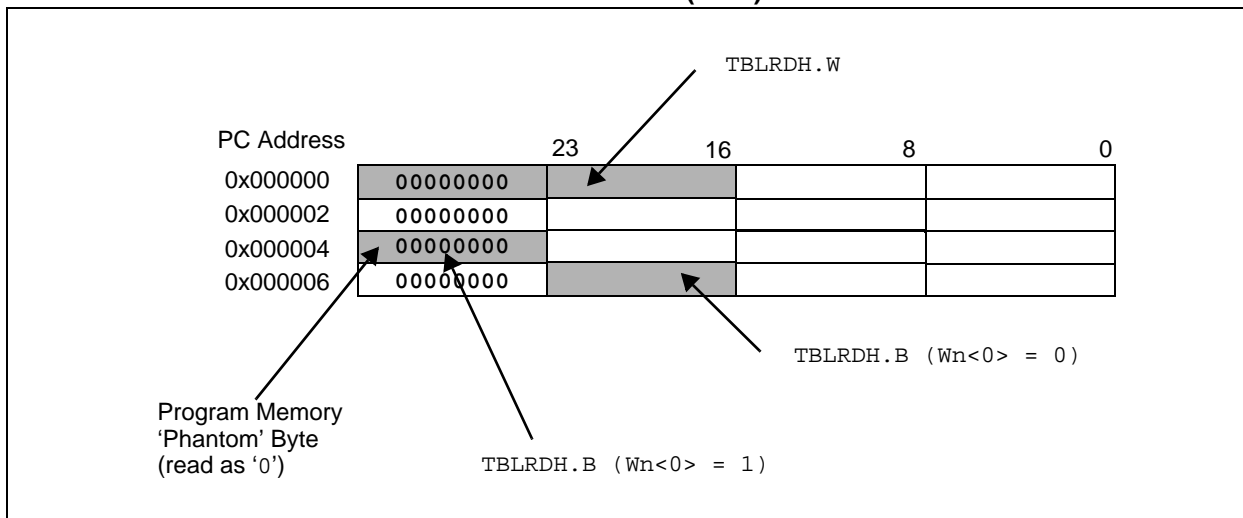 TBLRDH.W
PC Address
23 16 8 0
0x000000 00000000
0x000002 00000000
0x000004 00000000
0x000006 00000000
TBLRDH.B (Wn<0> = 0)
Program Memory
‘Phantom’ Byte
(read as ‘0’)
TBLRDH.B (Wn<0> = 1)